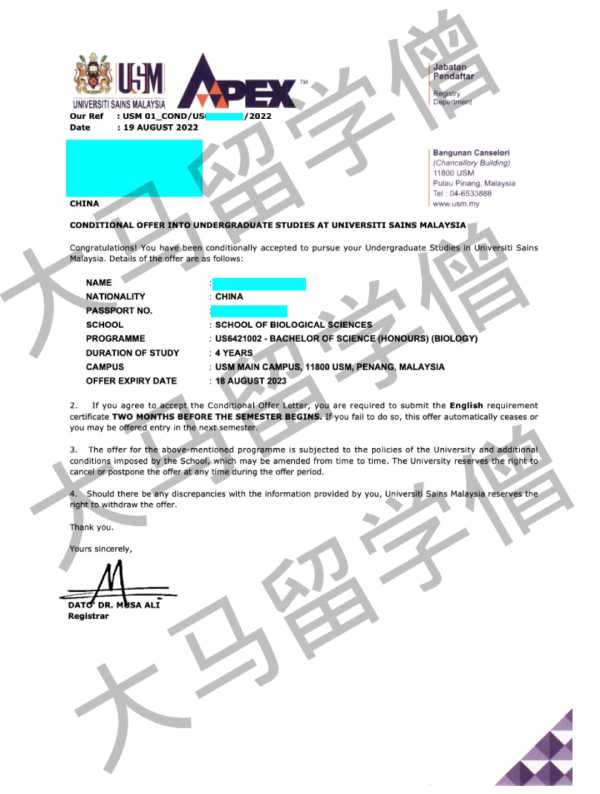 USM APEX™
UNIVERSITI SAINS MALAYSIA
Jabatan
Pendaftar
Registry
Department
Our Ref : USM 01_COND/US /2022
Date : 19 AUGUST 2022
Bangunan Canselori
(Chancellory Building)
11800 USM
Pulau Pinang, Malaysia
Tel : 04-6533888
www.usm.my
CHINA
CONDITIONAL OFFER INTO UNDERGRADUATE STUDIES AT UNIVERSITI SAINS MALAYSIA
Congratulations! You have been conditionally accepted to pursue your Undergraduate Studies in Universiti Sains
Malaysia. Details of the offer are as follows:
NAME :
NATIONALITY : CHINA
PASSPORT NO. :
SCHOOL : SCHOOL OF BIOLOGICAL SCIENCES
PROGRAMME : US6421002 - BACHELOR OF SCIENCE (HONOURS) (BIOLOGY)
DURATION OF STUDY : 4 YEARS
CAMPUS : USM MAIN CAMPUS, 11800 USM, PENANG, MALAYSIA
OFFER EXPIRY DATE : 18 AUGUST 2023
2. If you agree to accept the Conditional Offer Letter, you are required to submit the English requirement
certificate TWO MONTHS BEFORE THE SEMESTER BEGINS. If you fail to do so, this offer automatically ceases or
you may be offered entry in the next semester.
3. The offer for the above-mentioned programme is subjected to the policies of the University and additional
conditions imposed by the School, which may be amended from time to time. The University reserves the right to
cancel or postpone the offer at any time during the offer period.
4. Should there be any discrepancies with the information provided by you, Universiti Sains Malaysia reserves the
right to withdraw the offer.
Thank you.
Yours sincerely,
DATO' DR. MUSA ALI
Registrar
大马留学僧
大马留学僧
大马留学僧